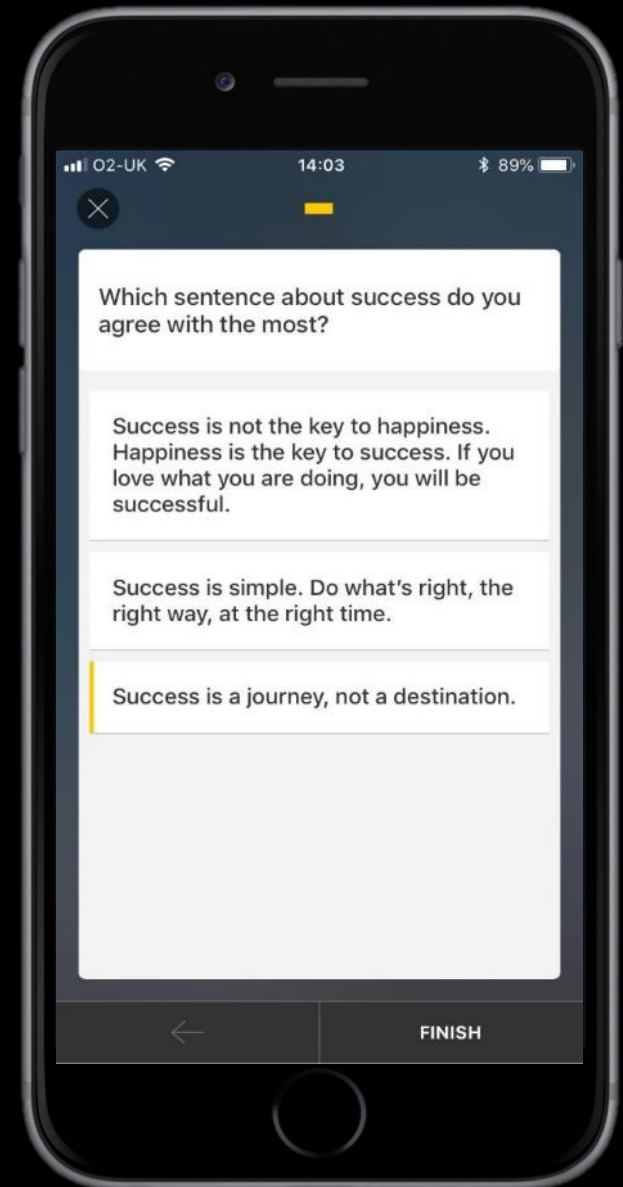 O2-UK 14:03 89%
Which sentence about success do you
agree with the most?
Success is not the key to happiness.
Happiness is the key to success. If you
love what you are doing, you will be
successful.
Success is simple. Do what's right, the
right way, at the right time.
Success is a journey, not a destination.
FINISH